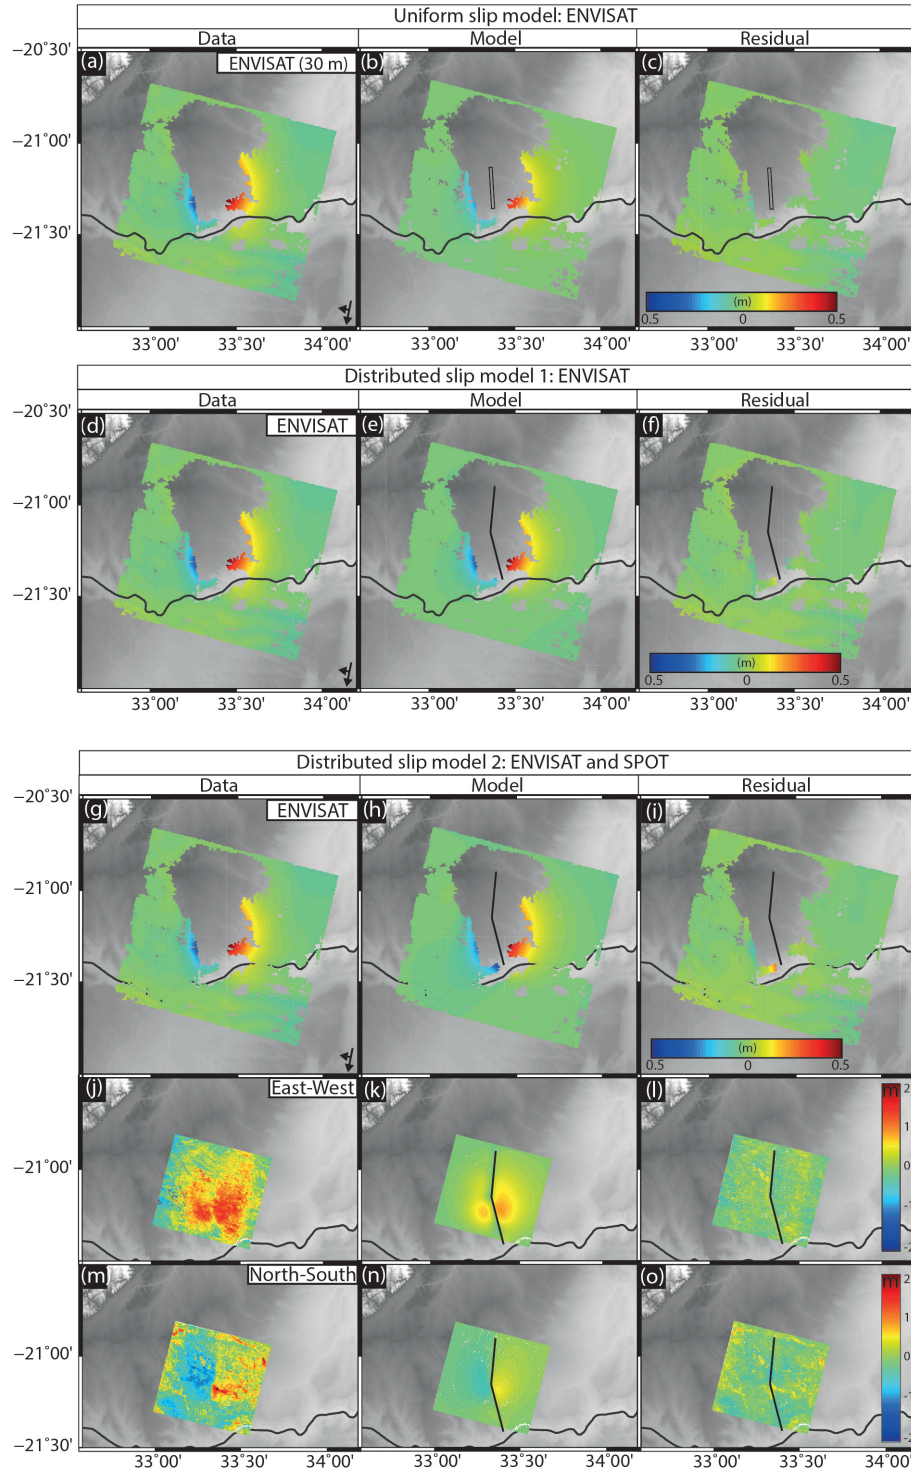 Uniform slip model: ENVISAT
Data Model Residual
−20˚30'
(a) ENVISAT (30 m) (b) (c)
−21˚00'
−21˚30'
(m)
0.5 0 0.5
33˚00' 33˚30' 34˚00' 33˚00' 33˚30' 34˚00' 33˚00' 33˚30' 34˚00'
Distributed slip model 1: ENVISAT
Data Model Residual
−20˚30'
(d) ENVISAT (e) (f)
−21˚00'
−21˚30'
(m)
0.5 0 0.5
33˚00' 33˚30' 34˚00' 33˚00' 33˚30' 34˚00' 33˚00' 33˚30' 34˚00'
Distributed slip model 2: ENVISAT and SPOT
Data Model Residual
−20˚30'
(g) ENVISAT (h) (i)
−21˚00'
−21˚30'
(m)
0.5 0 0.5
(j) East-West (k) (l)
m 2
1
−21˚00'
0
-1
-2
(m) North-South (n) (o)
m 2
1
−21˚00'
0
-1
-2
−21˚30'
33˚00' 33˚30' 34˚00' 33˚00' 33˚30' 34˚00' 33˚00' 33˚30' 34˚00'